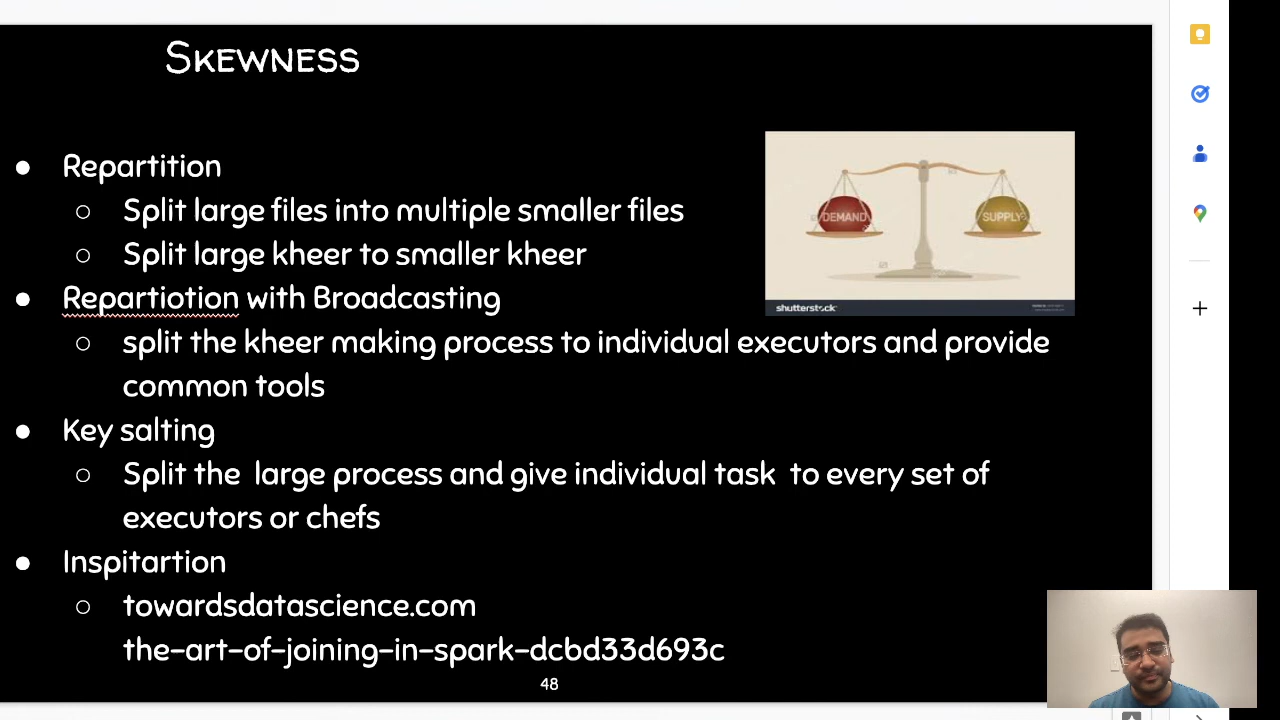 Skewness
● Repartition
○ Split large files into multiple smaller files
○ Split large kheer to smaller kheer
● Repartiotion with Broadcasting
○ split the kheer making process to individual executors and provide
common tools
● Key salting
○ Split the large process and give individual task to every set of
executors or chefs
● Inspitartion
○ towardsdatascience.com
the-art-of-joining-in-spark-dcbd33d693c
48
DEMAND
SUPPLY
shutterstock